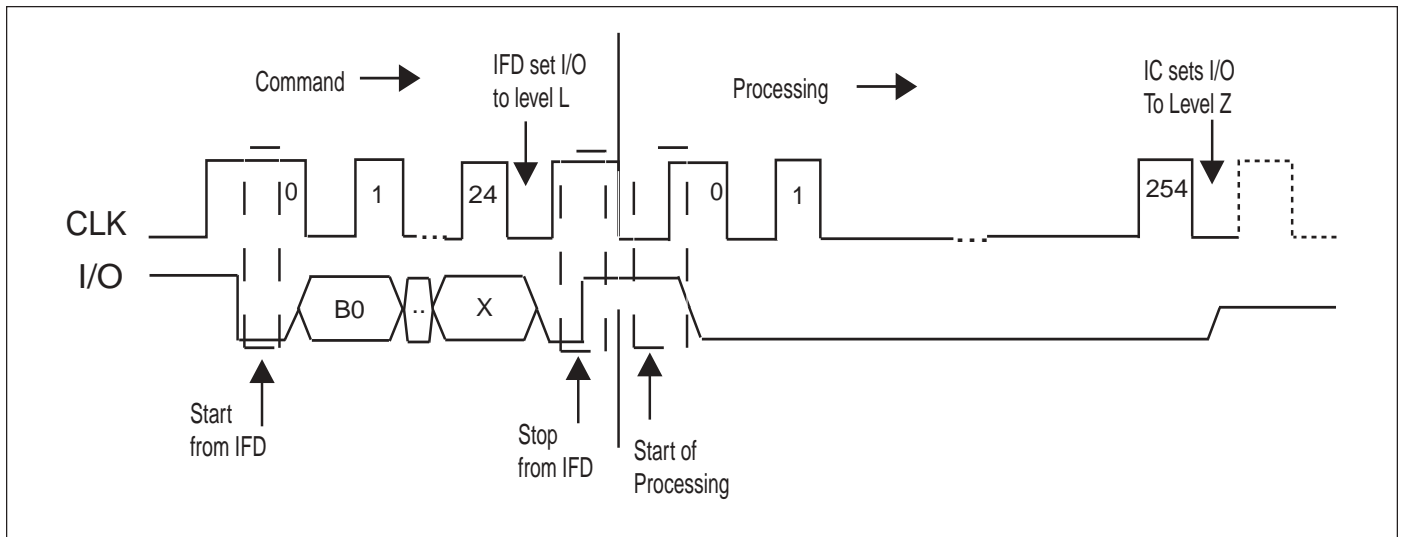 Command
IFD set I/O
to level L
Processing
IC sets I/O
To Level Z
CLK
0
1
24
0
1
254
I/O
B0
..
X
Start
from IFD
Stop
from IFD
Start of
Processing